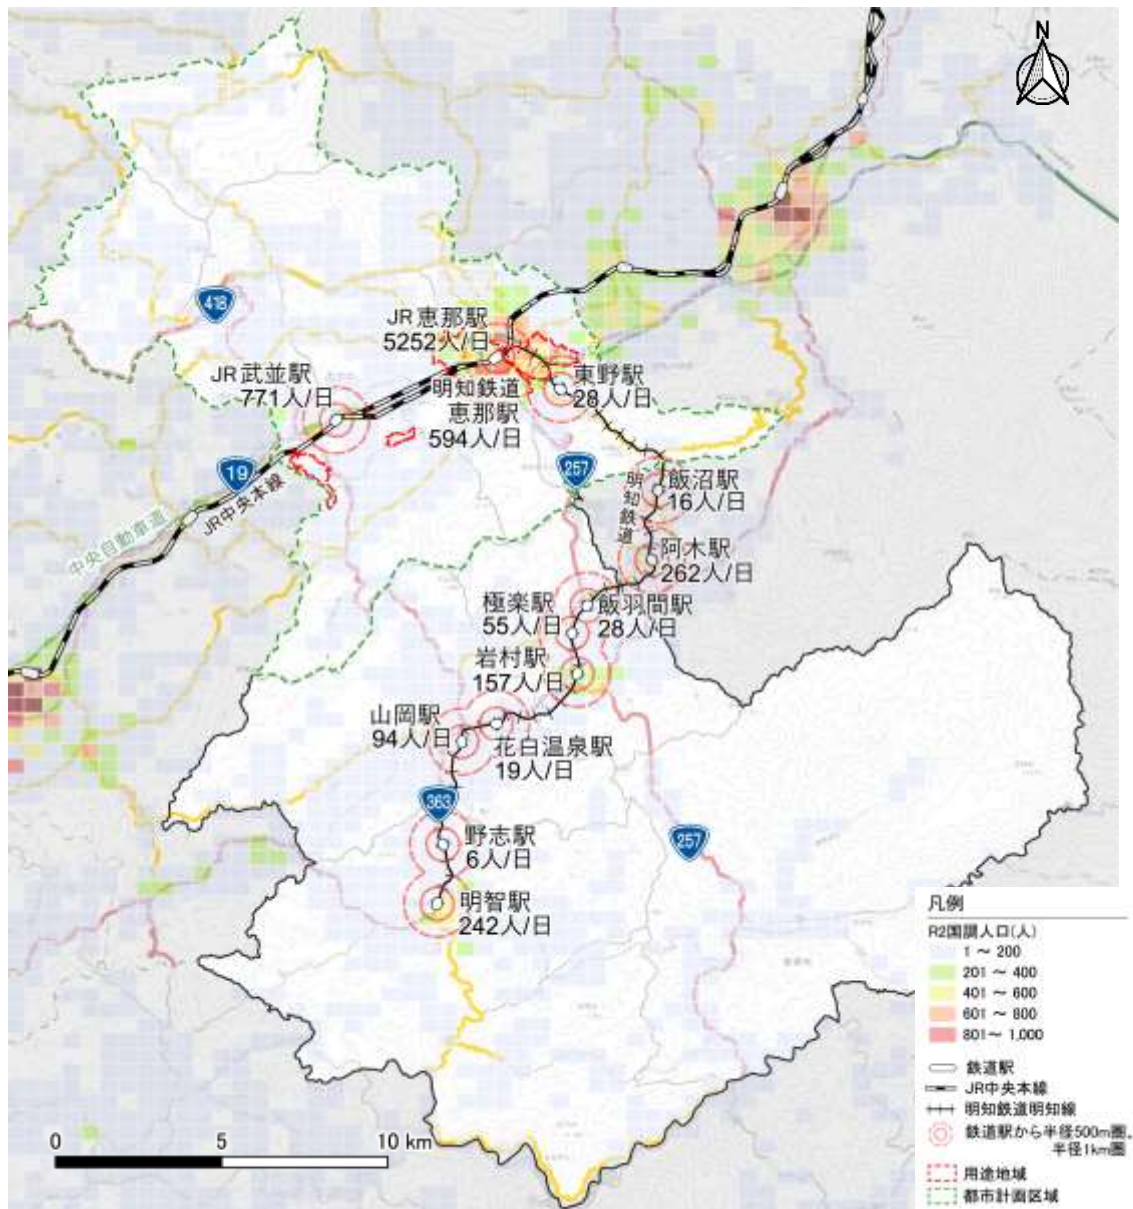 N
418
JR恵那駅
5252人/日
JR武並駅
771人/日
明知鉄道
恵那駅
594人/日
東野駅
28人/日
19
JR中央本線
中央自動車道
257
明知鉄道
飯沼駅
16人/日
阿木駅
262人/日
極楽駅
55人/日
飯羽間駅
28人/日
岩村駅
157人/日
山岡駅
94人/日
花白温泉駅
19人/日
363
野志駅
6人/日
257
明智駅
242人/日
凡例
R2国調人口(人)
1 ～ 200
201 ～ 400
401 ～ 600
601 ～ 800
801～ 1,000
鉄道駅
JR中央本線
明知鉄道明知線
鉄道駅から半径500m圏、
半径1km圏
用途地域
都市計画区域
0 5 10 km